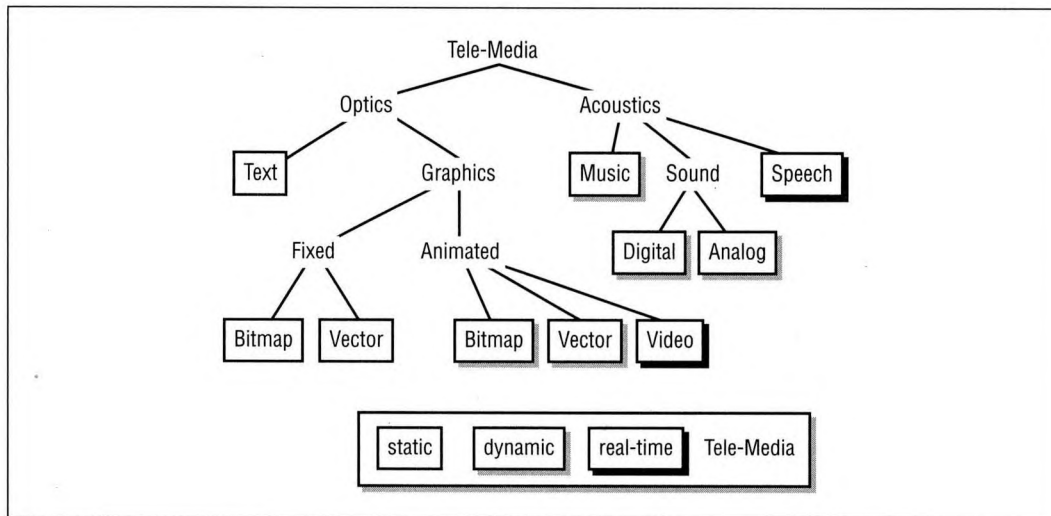 Tele-Media
Optics Acoustics
Text Graphics Music Sound Speech
Fixed Animated Digital Analog
Bitmap Vector Bitmap Vector Video
static dynamic real-time Tele-Media